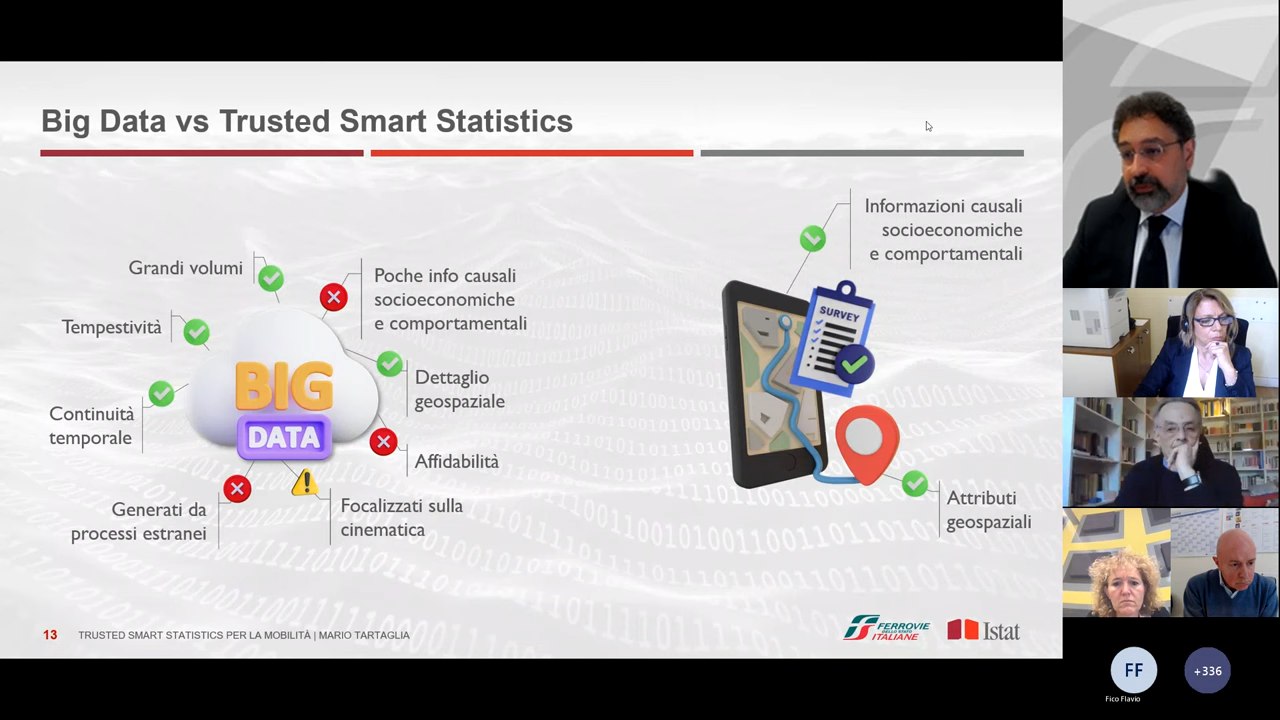 Big Data vs Trusted Smart Statistics
Grandi volumi
Tempestività
Continuità
temporale
Generati da
processi estranei
Poche info causali
socioeconomiche
e comportamentali
Dettaglio
geospaziale
Affidabilità
Focalizzati sulla
cinematica
BIG
DATA
Informazioni causali
socioeconomiche
e comportamentali
SURVEY
Attributi
geospaziali
13
TRUSTED SMART STATISTICS PER LA MOBILITÀ | MARIO TARTAGLIA
FERROVIE
DELLO STATO
ITALIANE
Istat
FF
+336
Fico Flavio